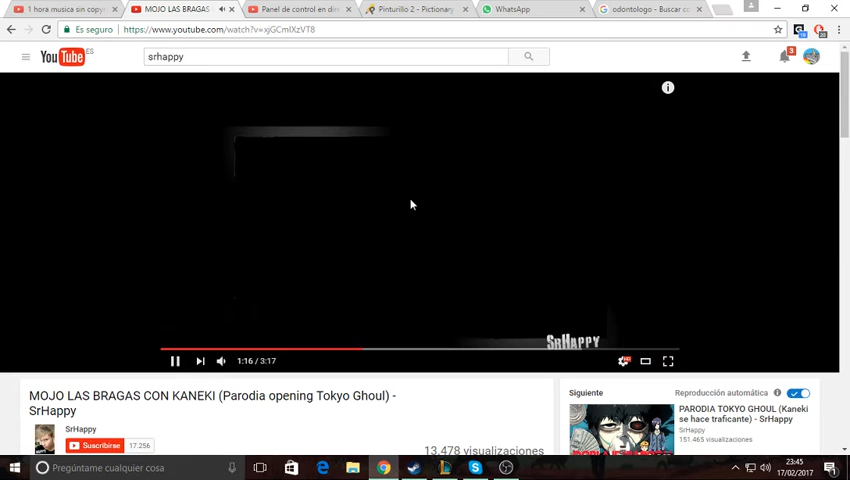 1 hora musica sin copy
MOJO LAS BRAGAS
Panel de control en dir
Pinturillo 2 - Pictionary
WhatsApp
odontologo - Buscar co
Es seguro
https://www.youtube.com/watch?v=xjGCmIXzVT8
YouTube ES
srhappy
3
SRHAPPY
1:16 / 3:17
MOJO LAS BRAGAS CON KANEKI (Parodia opening Tokyo Ghoul) -
SrHappy
SrHappy
Suscribirse 17.256
13.478 visualizaciones
Siguiente
Reproducción automática
PARODIA TOKYO GHOUL (Kaneki
se hace traficante) - SrHappy
SrHappy
151.465 visualizaciones
Pregúntame cualquier cosa
23:45
17/02/2017